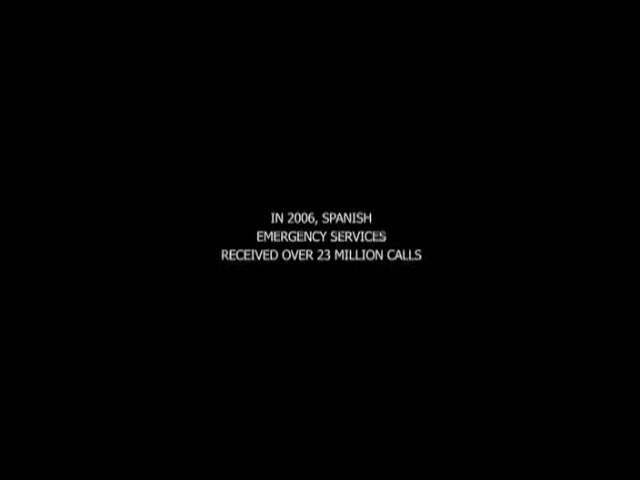 IN 2006, SPANISH
EMERGENCY SERVICES
RECEIVED OVER 23 MILLION CALLS